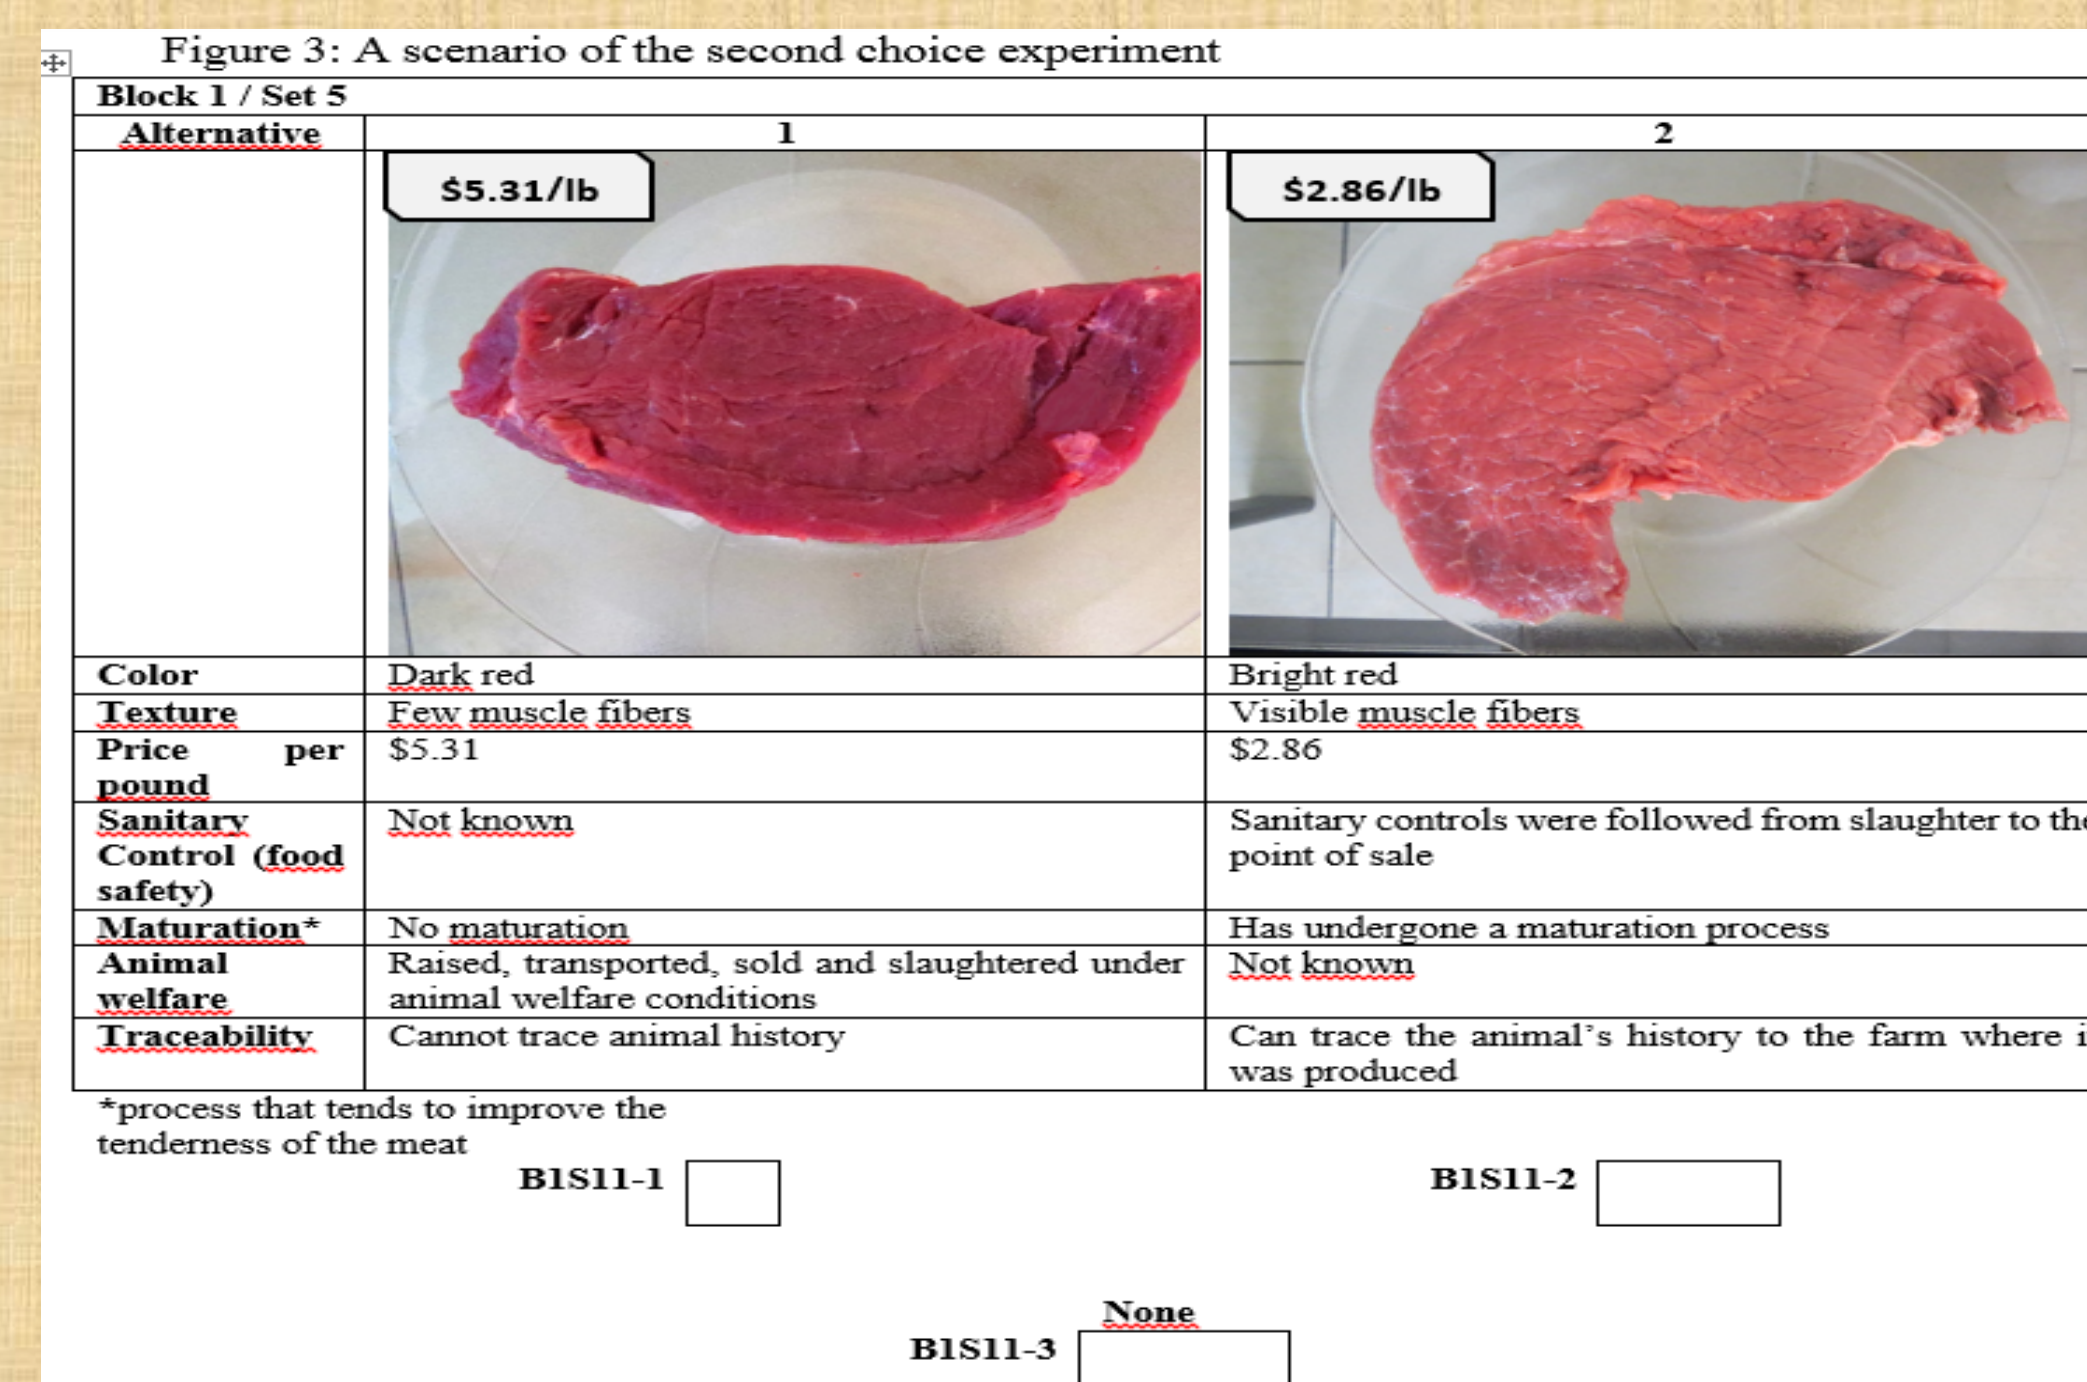 Figure 3: A scenario of the second choice experiment
Block 1 / Set 5
Alternative 1 2
$5.31/lb $2.86/lb
Color Dark red Bright red
Texture Few muscle fibers Visible muscle fibers
Price per $5.31 $2.86
pound
Sanitary Not known Sanitary controls were followed from slaughter to the
Control (food point of sale
safety)
Maturation* No maturation Has undergone a maturation process
Animal Raised, transported, sold and slaughtered under Not known
welfare animal welfare conditions
Traceability Cannot trace animal history Can trace the animal's history to the farm where
was produced
*process that tends to improve the
tenderness of the meat
B1S11-1 B1S11-2
None
B1S11-3